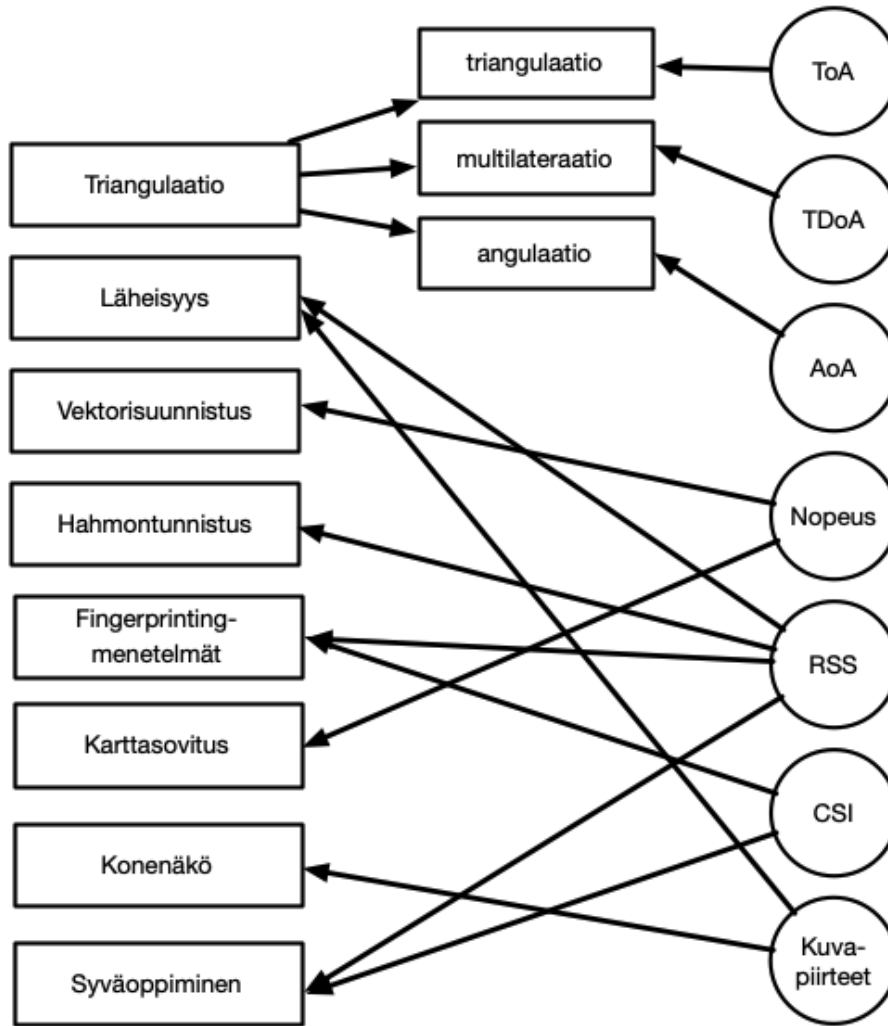 triangulaatio
ToA
Triangulaatio
multilateraatio
TDoA
angulaatio
Läheisyys
AoA
Vektorisuunnistus
Nopeus
Hahmontunnistus
Fingerprinting-
menetelmät
RSS
Karttasovitus
CSI
Konenäkö
Kuva-
piirteet
Syväoppiminen